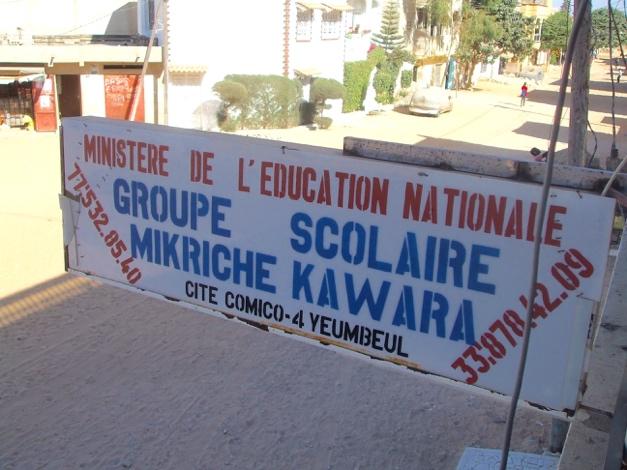 MINISTERE DE L'EDUCATION NATIONALE
GROUPE SCOLAIRE
MIKRICHE KAWARA
CITE COMICO-4 YEUMBEUL
77'532.85.40
33'878.42.09